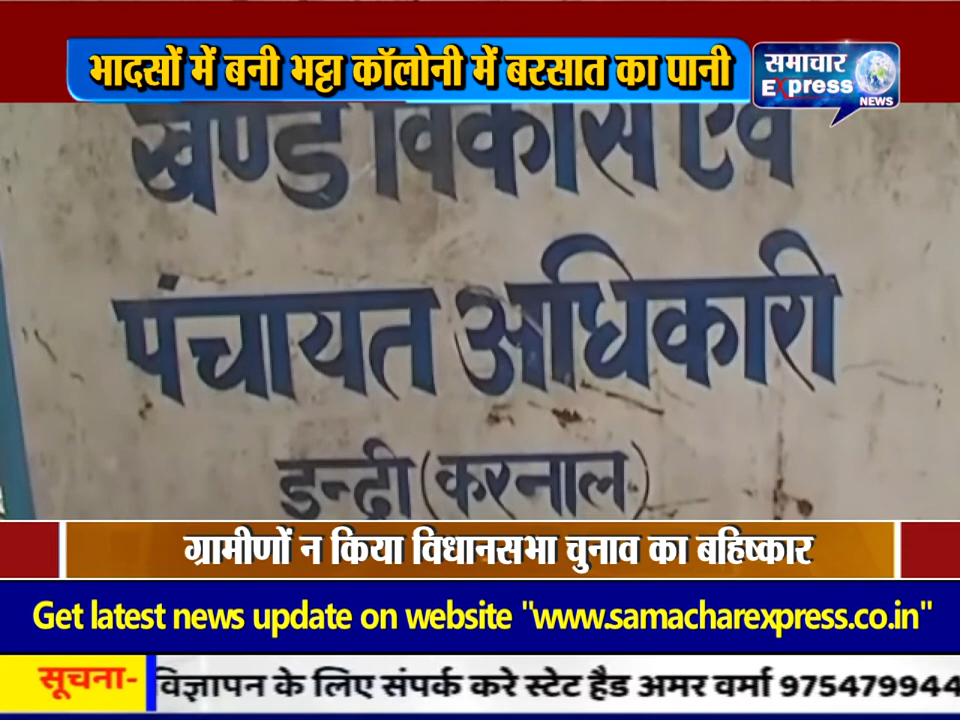 भादसों में बनी भट्टा कॉलोनी में बरसात का पानी
समाचार
Express
NEWS
खण्ड विकास एवं
पंचायत अधिकारी
इन्द्री (करनाल)
ग्रामीणों न किया विधानसभा चुनाव का बहिष्कार
Get latest news update on website "www.samacharexpress.co.in"
सूचना- विज्ञापन के लिए संपर्क करे स्टेट हैड अमर वर्मा 975479944